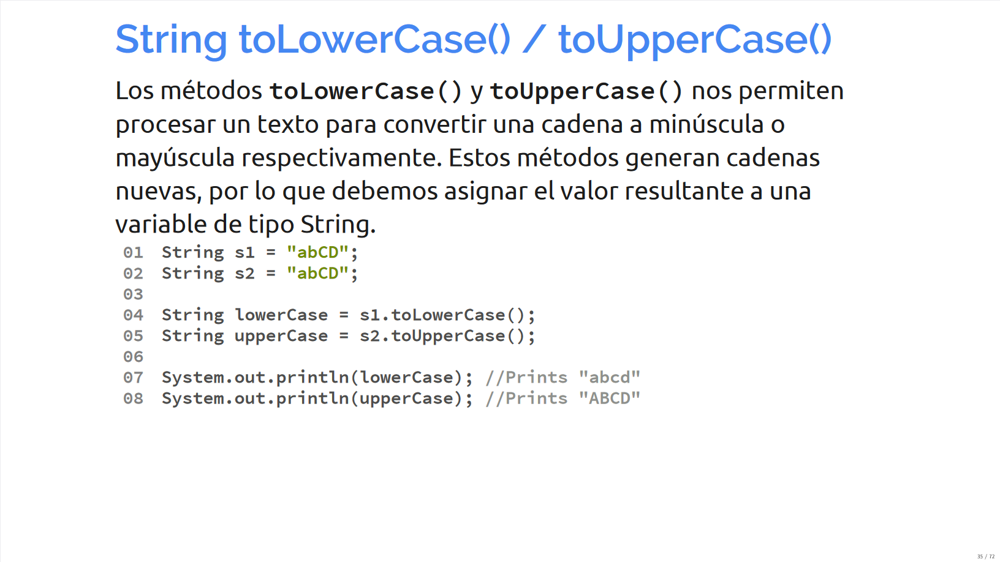 String toLowerCase() / toUpperCase()
Los métodos toLowerCase() y toUpperCase() nos permiten
procesar un texto para convertir una cadena a minúscula o
mayúscula respectivamente. Estos métodos generan cadenas
nuevas, por lo que debemos asignar el valor resultante a una
variable de tipo String.
01 String s1 = "abCD";
02 String s2 = "abCD";
03
04 String lowerCase = s1.toLowerCase();
05 String upperCase = s2.toUpperCase();
06
07 System.out.println(lowerCase); //Prints "abcd"
08 System.out.println(upperCase); //Prints "ABCD"
35 / 72